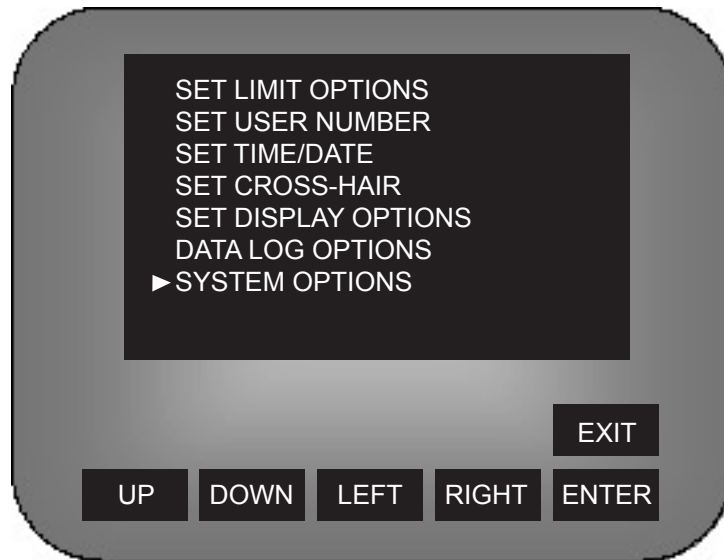 SET LIMIT OPTIONS
SET USER NUMBER
SET TIME/DATE
SET CROSS-HAIR
SET DISPLAY OPTIONS
DATA LOG OPTIONS
►SYSTEM OPTIONS
EXIT
UP DOWN LEFT RIGHT ENTER